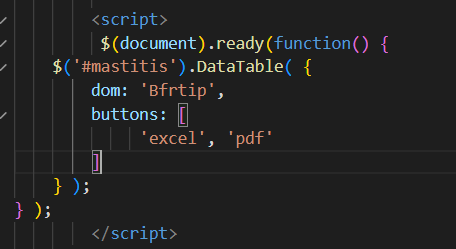 <script>
$(document).ready(function() {
$('#mastitis').DataTable( {
dom: 'Bfrtip',
buttons: [
'excel', 'pdf'
]
} );
} );
</script>